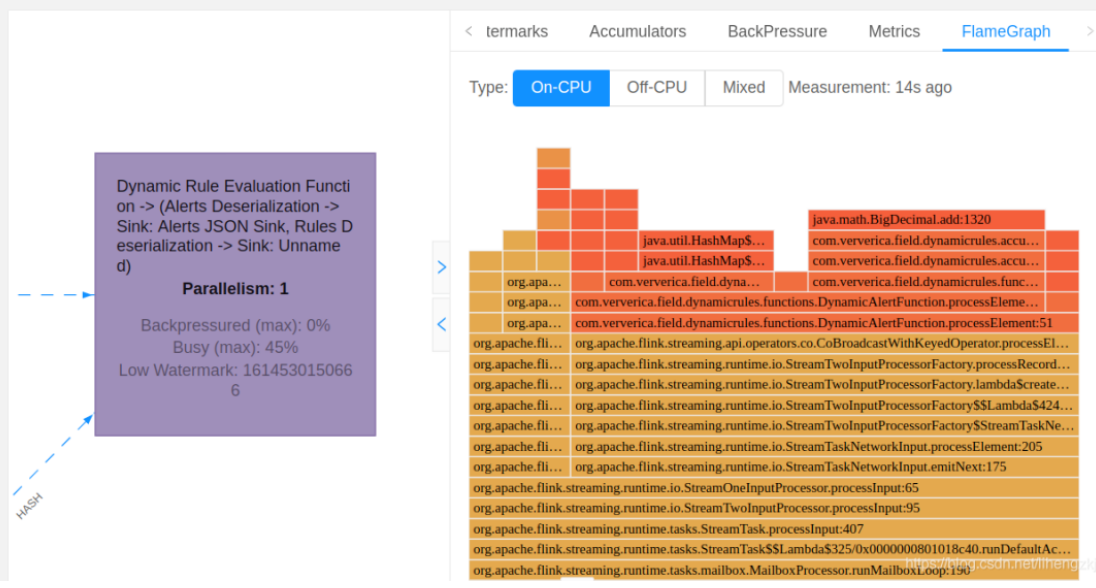 termarks
Accumulators
BackPressure
Metrics
FlameGraph
Type:
On-CPU
Off-CPU
Mixed
Measurement: 14s ago
Dynamic Rule Evaluation Functi
on -> (Alerts Deserialization ->
Sink: Alerts JSON Sink, Rules D
eserialization -> Sink: Unname
d)
Parallelism: 1
Backpressured (max): 0%
Busy (max): 45%
Low Watermark: 161453015066
6
HASH
java.math.BigDecimal.add:1320
java.util.HashMap$...
com.ververica.field.dynamicrules.accu...
java.util.HashMap$...
com.ververica.field.dynamicrules.accu...
org.apa...
com.ververica.field.dyna...
com.ververica.field.dynamicrules.func...
org.apa...
com.ververica.field.dynamicrules.functions.DynamicAlertFunction.processEleme...
org.apa...
com.ververica.field.dynamicrules.functions.DynamicAlertFunction.processElement:51
org.apache.fli...
org.apache.flink.streaming.api.operators.co.CoBroadcastWithKeyedOperator.processEl...
org.apache.fli...
org.apache.flink.streaming.runtime.io.StreamTwoInputProcessorFactory.processRecord...
org.apache.fli...
org.apache.flink.streaming.runtime.io.StreamTwoInputProcessorFactory.lambda$create...
org.apache.fli...
org.apache.flink.streaming.runtime.io.StreamTwoInputProcessorFactory$$Lambda$424...
org.apache.fli...
org.apache.flink.streaming.runtime.io.StreamTwoInputProcessorFactory$StreamTaskNe...
org.apache.fli...
org.apache.flink.streaming.runtime.io.StreamTaskNetworkInput.processElement:205
org.apache.fli...
org.apache.flink.streaming.runtime.io.StreamTaskNetworkInput.emitNext:175
org.apache.flink.streaming.runtime.io.StreamOneInputProcessor.processInput:65
org.apache.flink.streaming.runtime.io.StreamTwoInputProcessor.processInput:95
org.apache.flink.streaming.runtime.tasks.StreamTask.processInput:407
org.apache.flink.streaming.runtime.tasks.StreamTask$$Lambda$325/0x0000000801018c40.runDefaultAc...
org.apache.flink.streaming.runtime.tasks.mailbox.MailboxProcessor.runMailboxLoop:190